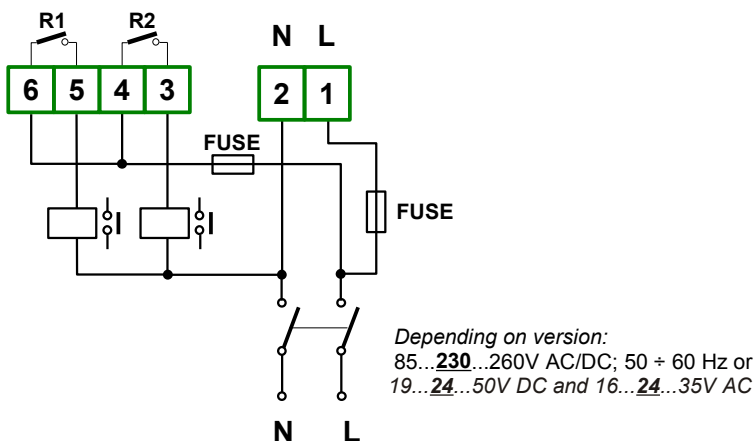 R1 R2 N L
6 5 4 3 2 1
FUSE
FUSE
Depending on version:
85...230...260V AC/DC; 50 ÷ 60 Hz or
19...24...50V DC and 16...24...35V AC
N L